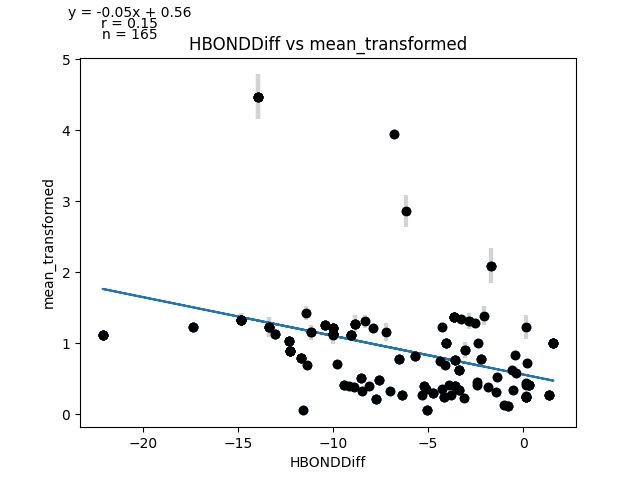 y = -0.05x + 0.56
r = 0.15
n = 165
HBONDDiff vs mean_transformed
5
4
3
2
1
0
mean_transformed
−20
−15
−10
−5
0
HBONDDiff